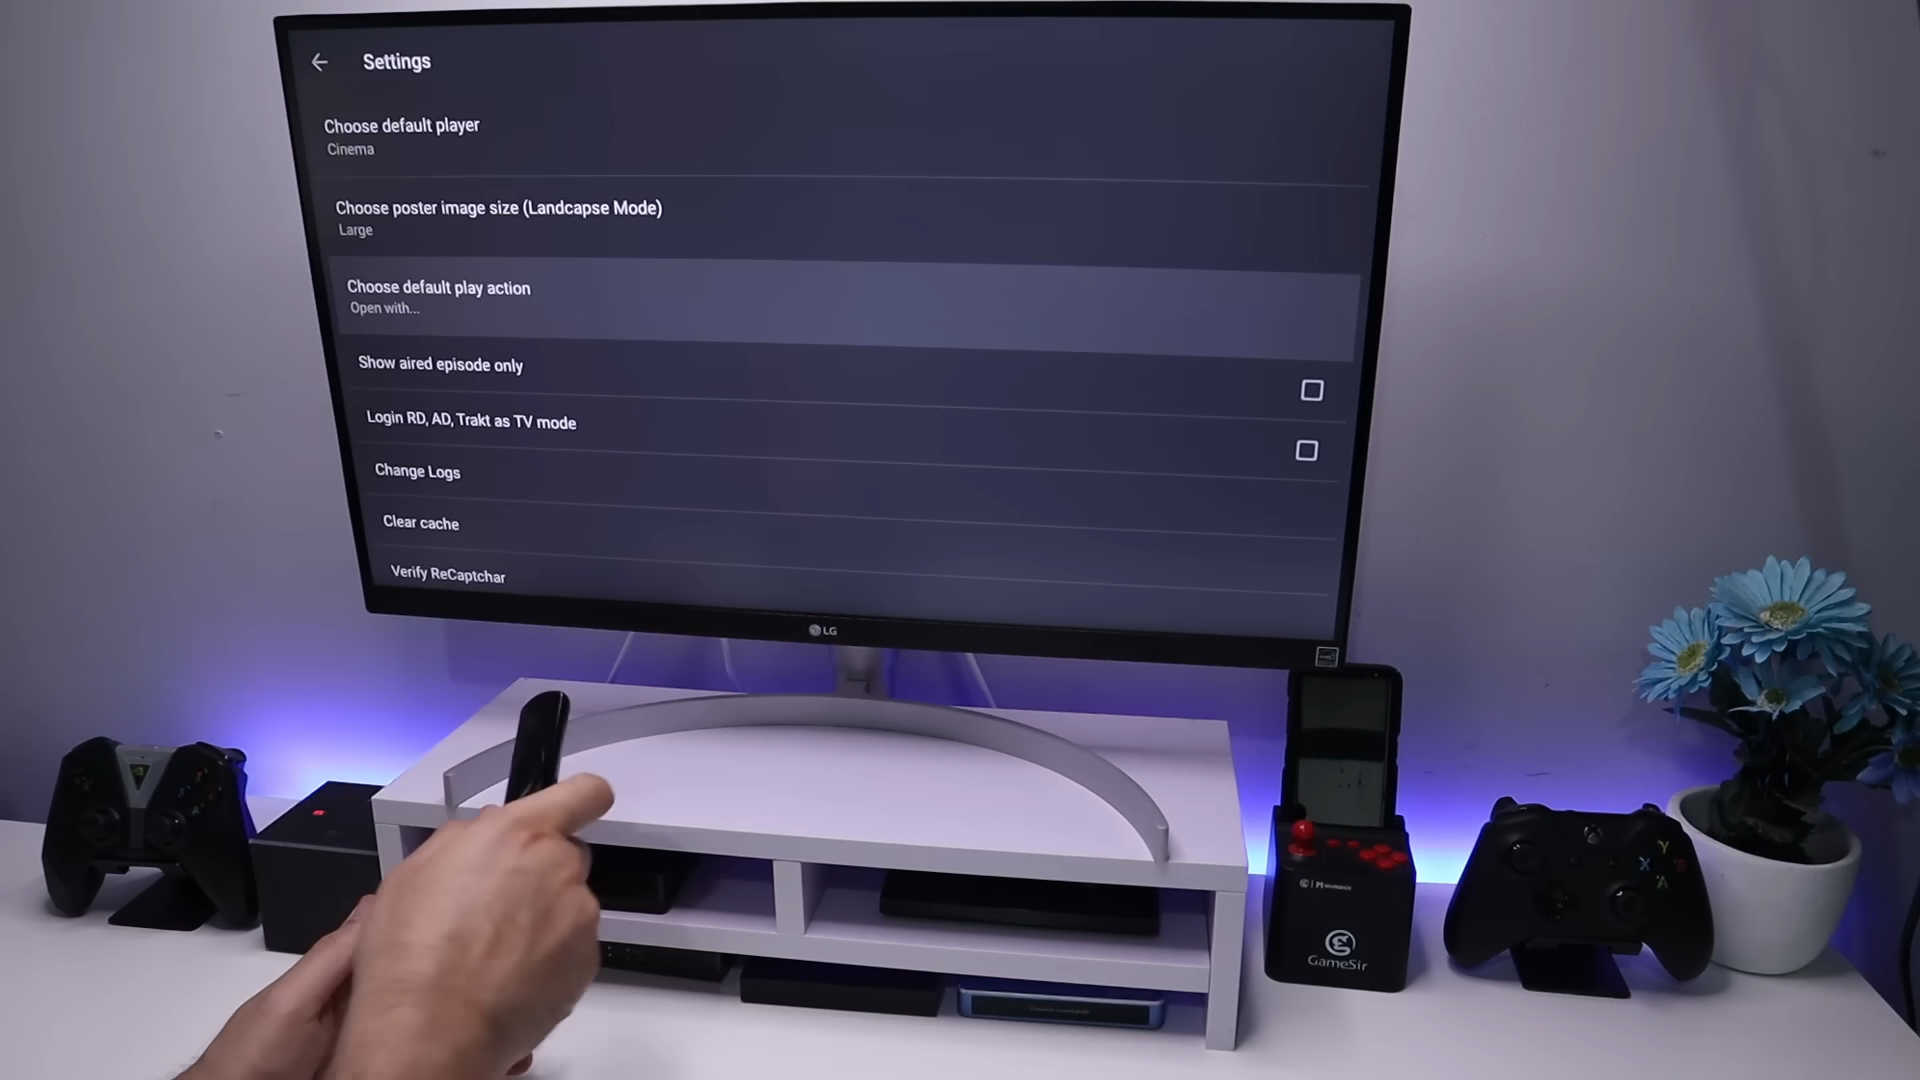 Settings
Choose default player
Cinema
Choose poster image size (Landcapse Mode)
Large
Choose default play action
Open with...
Show aired episode only
Login RD, AD, Trakt as TV mode
Change Logs
Clear cache
Verify ReCaptchar
LG
GameSir
Y
X
A